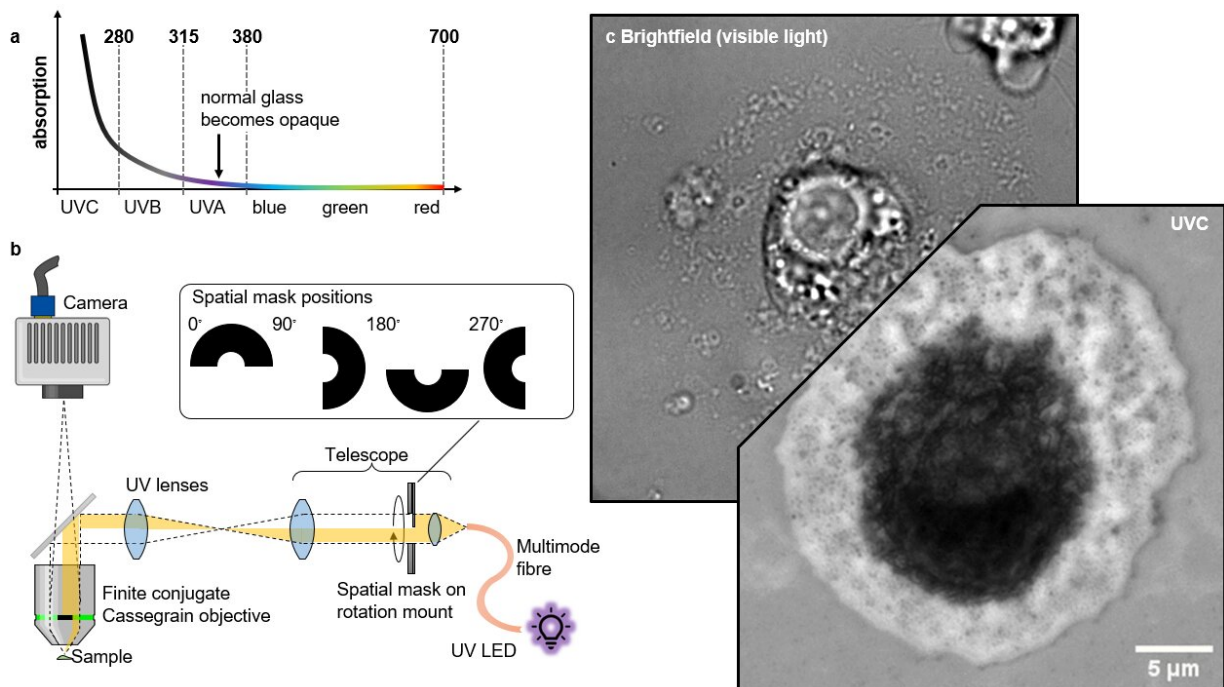 a
280 315 380 700
absorption
normal glass
becomes opaque
UVC UVB UVA blue green red
b
Camera
Spatial mask positions
0° 90° 180° 270°
Telescope
UV lenses
Multimode
fibre
Finite conjugate
Cassegrain objective
Spatial mask on
rotation mount
UV LED
Sample
c Brightfield (visible light)
UVC
5 µm